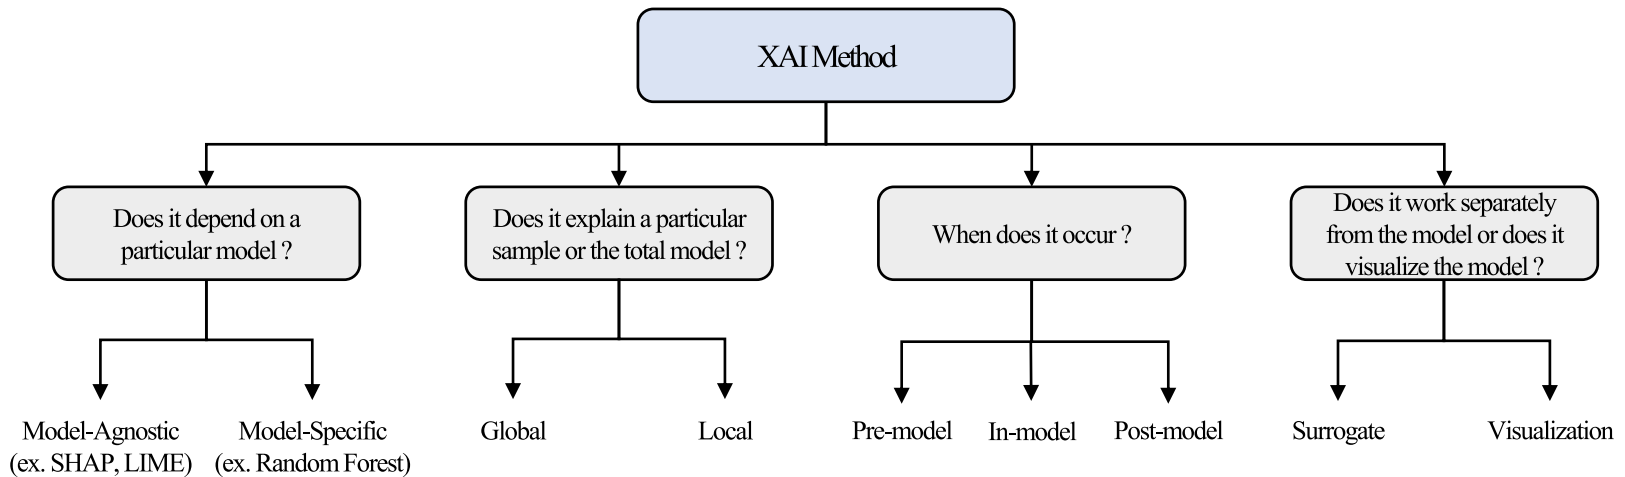 XAI Method
Does it depend on a
particular model ?
Does it explain a particular
sample or the total model ?
When does it occur ?
Does it work separately
from the model or does it
visualize the model ?
Model-Agnostic
(ex. SHAP, LIME)
Model-Specific
(ex. Random Forest)
Global
Local
Pre-model
In-model
Post-model
Surrogate
Visualization